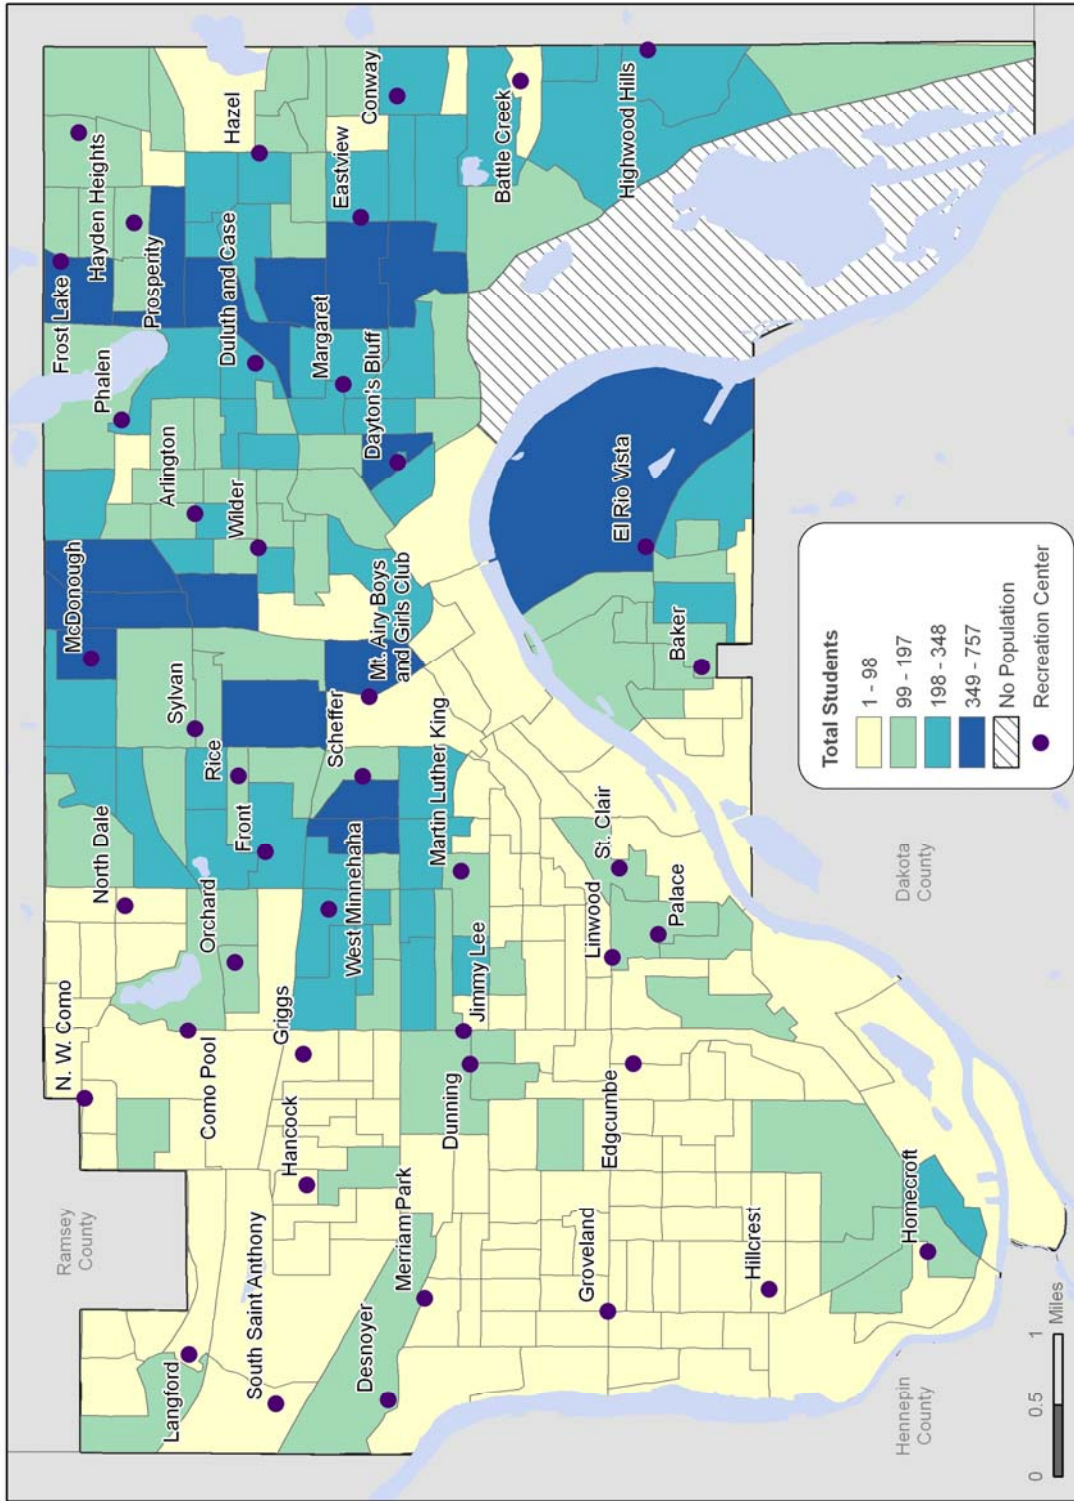 Ramsey
County
N. W. Como
North Dale
McDonough
Frost Lake
Phalen
Hayden Heights
Prosperity
Hazel
Langford
Como Pool
Orchard
Sylvan
Arlington
Rice
Front
Wilder
Duluth and Case
South Saint Anthony
Hancock
Griggs
West Minnehaha
Scheffer
Mt. Airy Boys
and Girls Club
Margaret
Dayton's Bluff
Eastview
Conway
Desnoyer
Merriam Park
Dunning
Jimmy Lee
Martin Luther King
Battle Creek
Highwood Hills
Groveland
Edgcumbe
Linwood
St. Clair
Palace
El Rio Vista
Baker
Hillcrest
Homecroft
Hennepin
County
Dakota
County
Total Students
1 - 98
99 - 197
198 - 348
349 - 757
No Population
Recreation Center
0 0.5 1
Miles